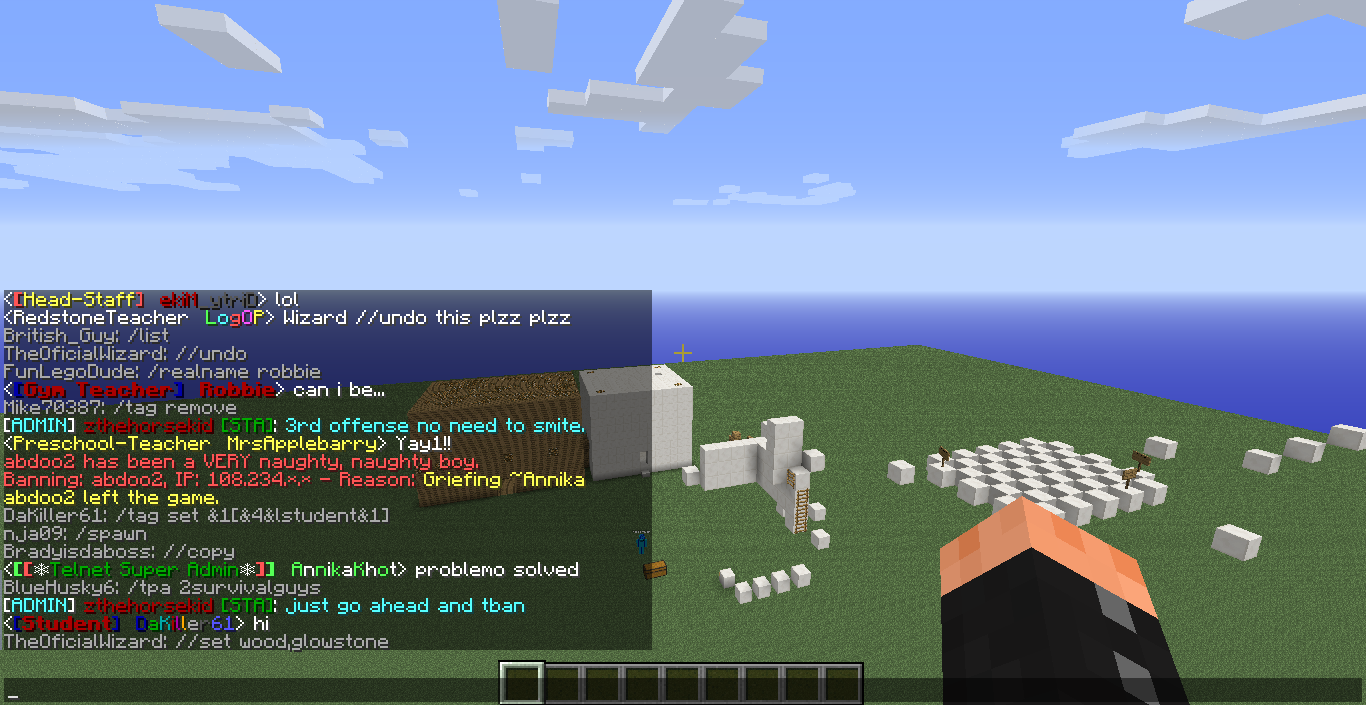 <[Head-Staff] ekiM_ytriD> lol
<RedstoneTeacher LogOP> Wizard //undo this plzz plzz
British_Guy: /list
TheOficialWizard: //undo
FunLegoDude: /realname robbie
<[Gym Teacher] Robbie> can i be...
Mike70387: /tag remove
[ADMIN] zthehorsekid [STA]: 3rd offense no need to smite.
<Preschool-Teacher MrsApplebarry> Yay1!!
abdoo2 has been a VERY naughty, naughty boy.
Banning: abdoo2, IP: 108.234.*.* - Reason: Griefing ~Annika
abdoo2 left the game.
DaKiller61: /tag set &1[&4&lstudent&1]
nja09: /spawn
Bradyisdaboss: //copy
<[[❄Telnet Super Admin❄]] AnnikaKhot> problemo solved
BlueHusky6: /tpa 2survivalguys
[ADMIN] zthehorsekid [STA]: just go ahead and tban
<[Student] DaKiller61> hi
TheOficialWizard: //set wood,glowstone
_